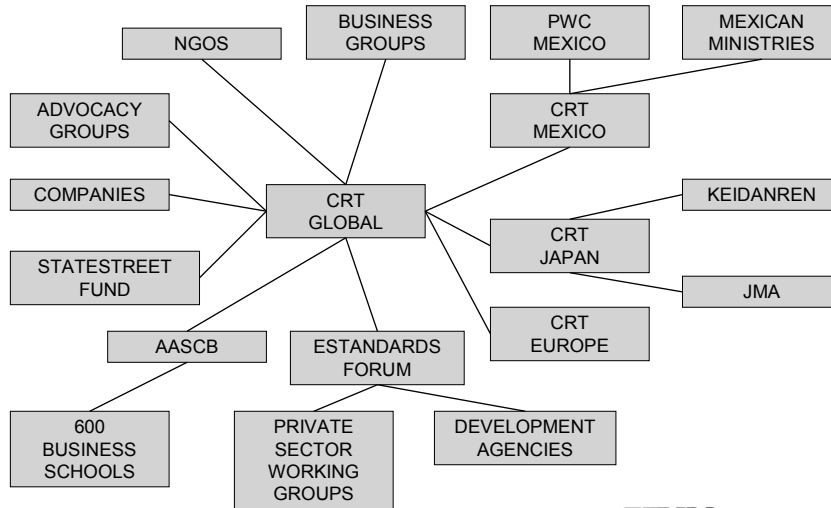 NGOS
BUSINESS
GROUPS
PWC
MEXICO
MEXICAN
MINISTRIES
ADVOCACY
GROUPS
CRT
MEXICO
COMPANIES
CRT
GLOBAL
KEIDANREN
CRT
JAPAN
STATESTREET
FUND
JMA
AASCB
ESTANDARDS
FORUM
CRT
EUROPE
600
BUSINESS
SCHOOLS
PRIVATE
SECTOR
WORKING
GROUPS
DEVELOPMENT
AGENCIES